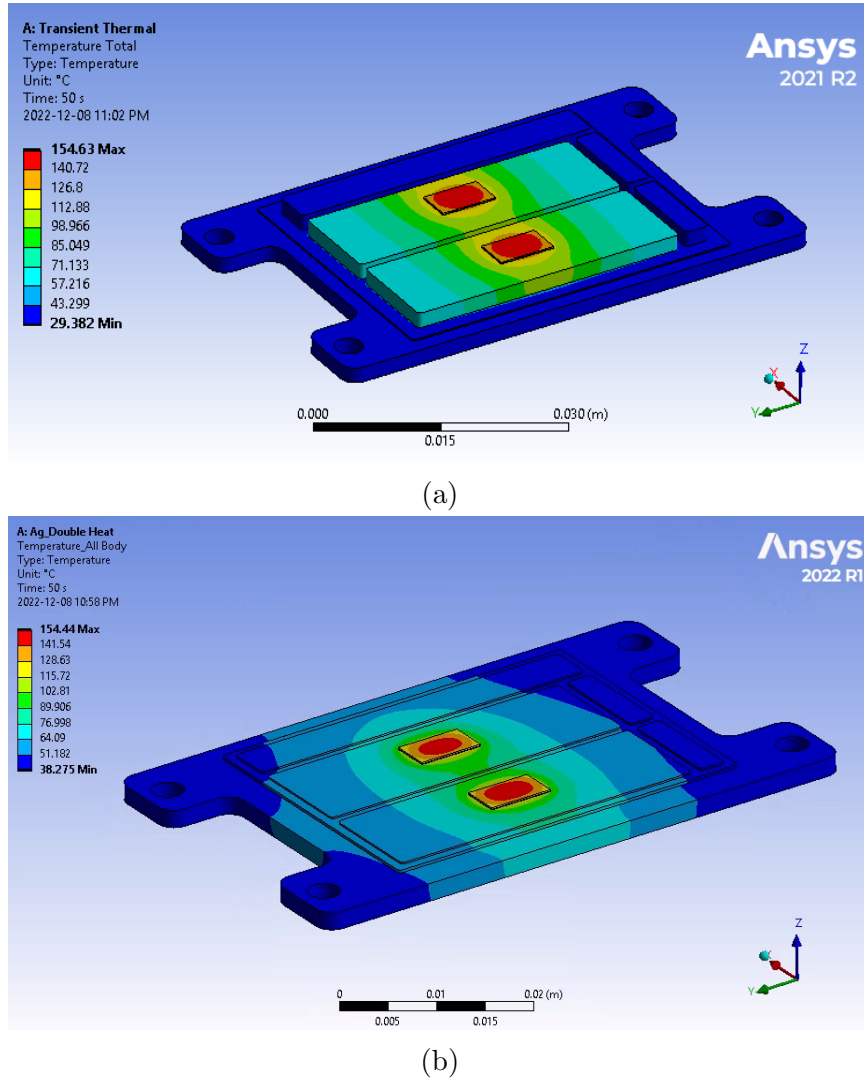 A: Transient Thermal
Temperature Total
Type: Temperature
Unit: °C
Time: 50 s
2022-12-08 11:02 PM
154.63 Max
140.72
126.8
112.88
98.966
85.049
71.133
57.216
43.299
29.382 Min
Ansys
2021 R2
Z
X
Y
0.000
0.030 (m)
0.015
(a)
A: Ag_Double Heat
Temperature_All Body
Type: Temperature
Unit: °C
Time: 50 s
2022-12-08 10:58 PM
154.44 Max
141.54
128.63
115.72
102.81
89.906
76.998
64.09
51.182
38.275 Min
Ansys
2022 R1
Z
X
Y
0
0.01
0.02 (m)
0.005
0.015
(b)